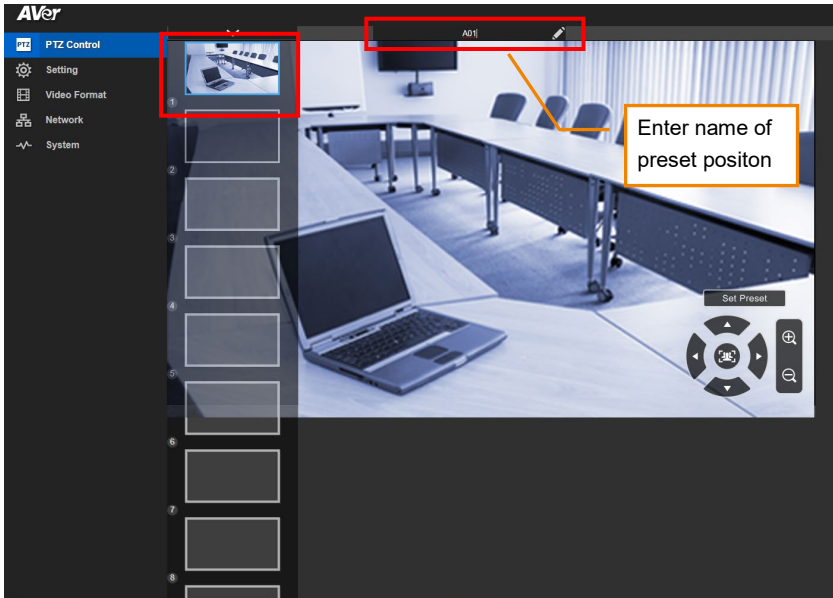 AVer
PTZ PTZ Control
Setting
Video Format
Network
System
A01
1
2
3
4
5
6
7
8
Enter name of
preset positon
Set Preset